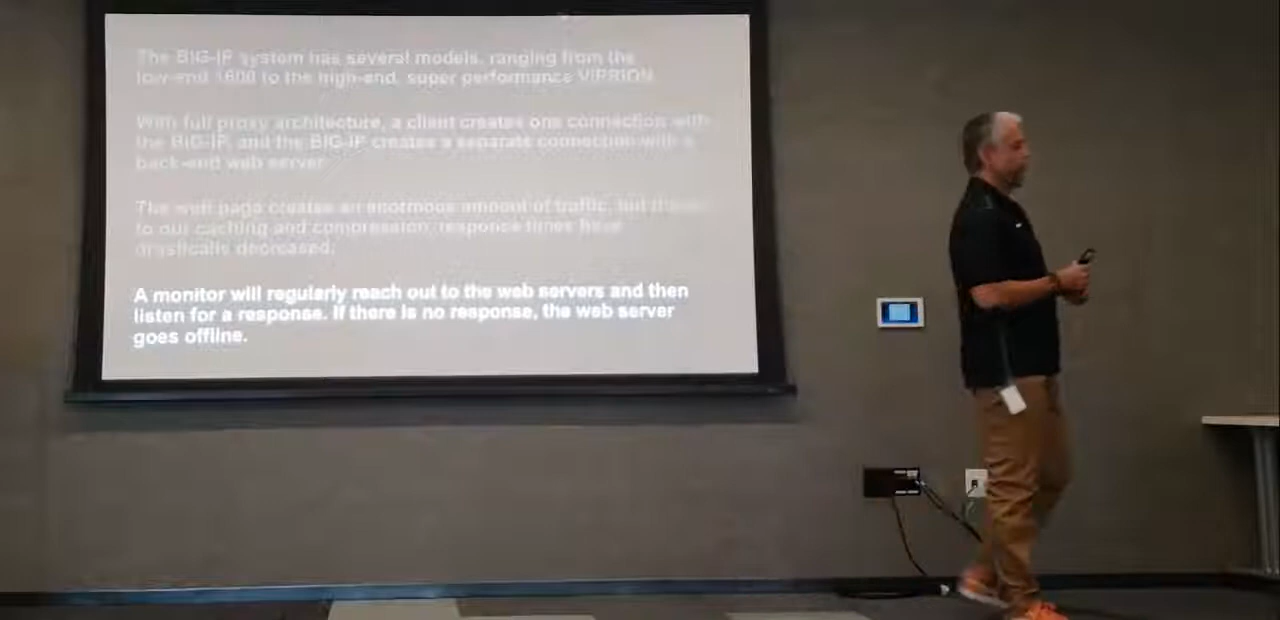 The BIG-IP system has several models, ranging from the
low-end 1600 to the high-end, super performance VIPRION.
With full proxy architecture, a client creates one connection with
the BIG-IP, and the BIG-IP creates a separate connection with a
back-end web server.
The web page creates an enormous amount of traffic, but thanks
to our caching and compression, response times have
drastically decreased.
A monitor will regularly reach out to the web servers and then
listen for a response. If there is no response, the web server
goes offline.